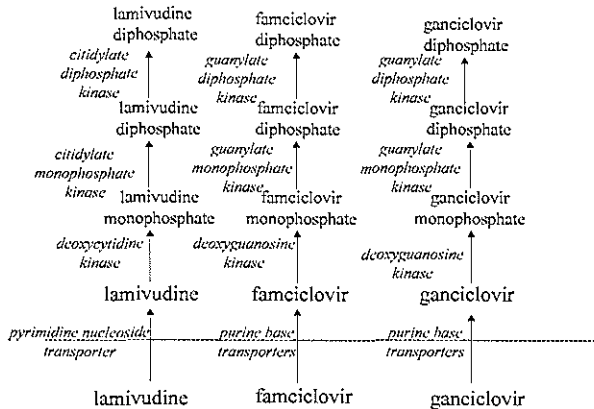 lamivudine
diphosphate
famciclovir
diphosphate
ganciclovir
diphosphate
citidylate
diphosphate
kinase
guanylate
diphosphate
kinase
guanylate
diphosphate
kinase
lamivudine
diphosphate
famciclovir
diphosphate
ganciclovir
diphosphate
citidylate
monophosphate
kinase
guanylate
monophosphate
kinase
guanylate
monophosphate
kinase
lamivudine
monophosphate
famciclovir
monophosphate
ganciclovir
monophosphate
deoxycytidine
kinase
deoxyguanosine
kinase
deoxyguanosine
kinase
lamivudine
famciclovir
ganciclovir
pyrimidine nucleoside
transporter
purine base
transporters
purine base
transporters
lamivudine
famciclovir
ganciclovir